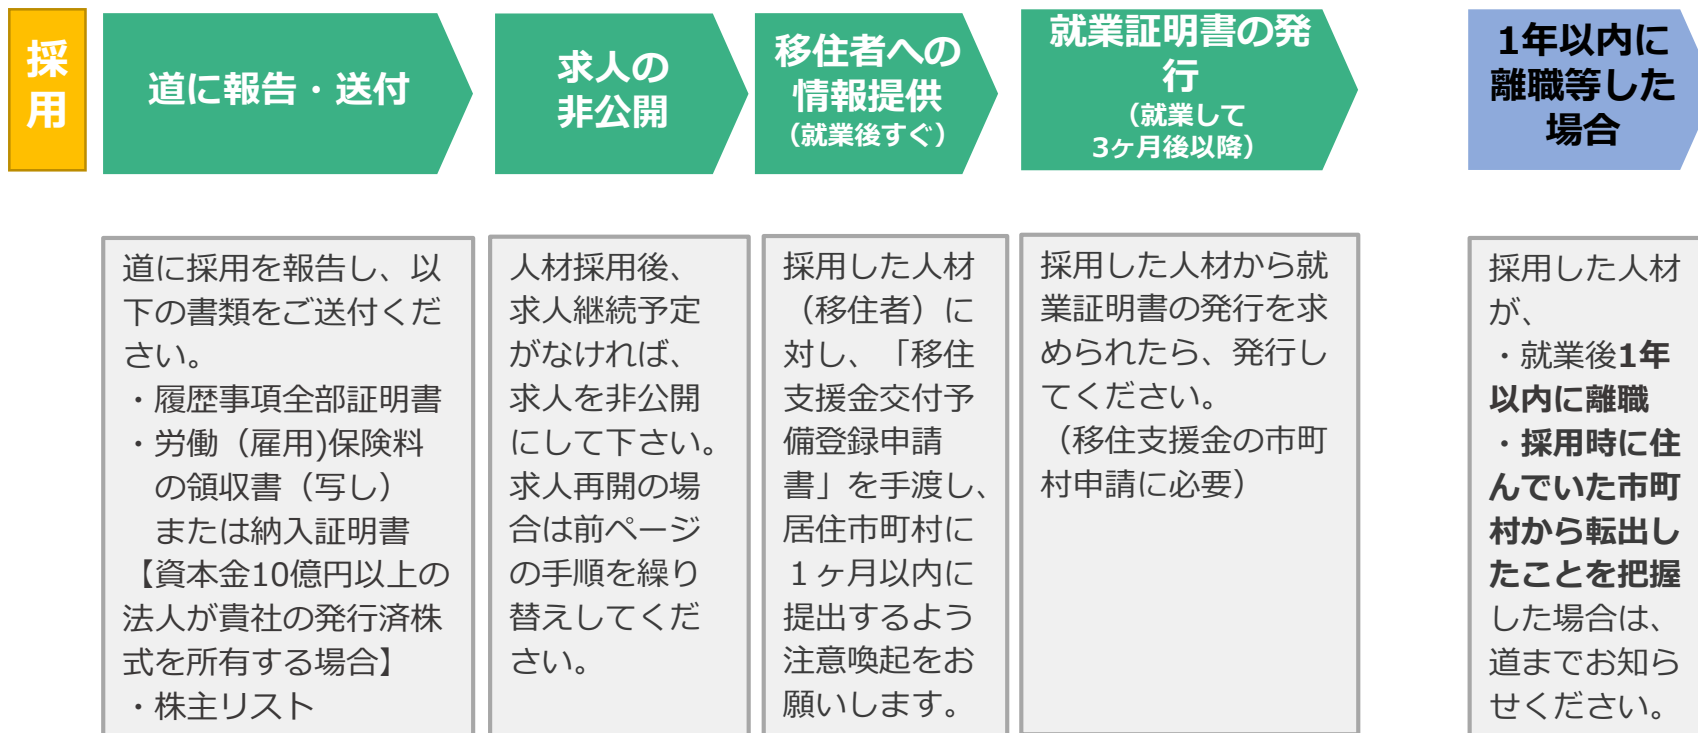 採
用
道に報告・送付
求人の
非公開
移住者への
情報提供
（就業後すぐ）
就業証明書の発
行
（就業して
3ヶ月後以降）
1年以内に
離職等した
場合
道に採用を報告し、以
下の書類をご送付くだ
さい。
・履歴事項全部証明書
・労働（雇用)保険料
の領収書（写し）
または納入証明書
【資本金10億円以上の
法人が貴社の発行済株
式を所有する場合】
・株主リスト
人材採用後、
求人継続予定
がなければ、
求人を非公開
にして下さい。
求人再開の場
合は前ページ
の手順を繰り
替えしてくだ
さい。
採用した人材
（移住者）に
対し、「移住
支援金交付予
備登録申請
書」を手渡し、
居住市町村に
１ヶ月以内に
提出するよう
注意喚起をお
願いします。
採用した人材から就
業証明書の発行を求
められたら、発行し
てください。
（移住支援金の市町
村申請に必要）
採用した人材
が、
・就業後1年
以内に離職
・採用時に住
んでいた市町
村から転出し
たことを把握
した場合は、
道までお知ら
せください。